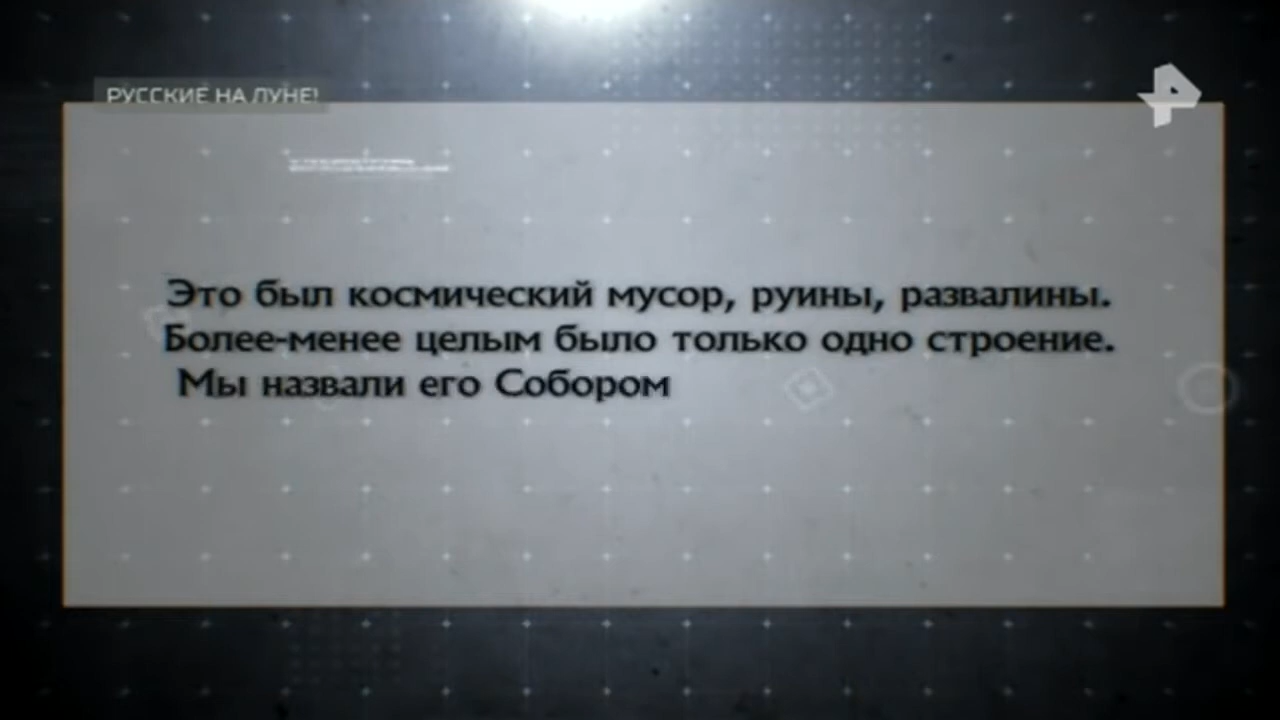 РУССКИЕ НА ЛУНЕ!
Это был космический мусор, руины, развалины.
Более-менее целым было только одно строение.
Мы назвали его Собором